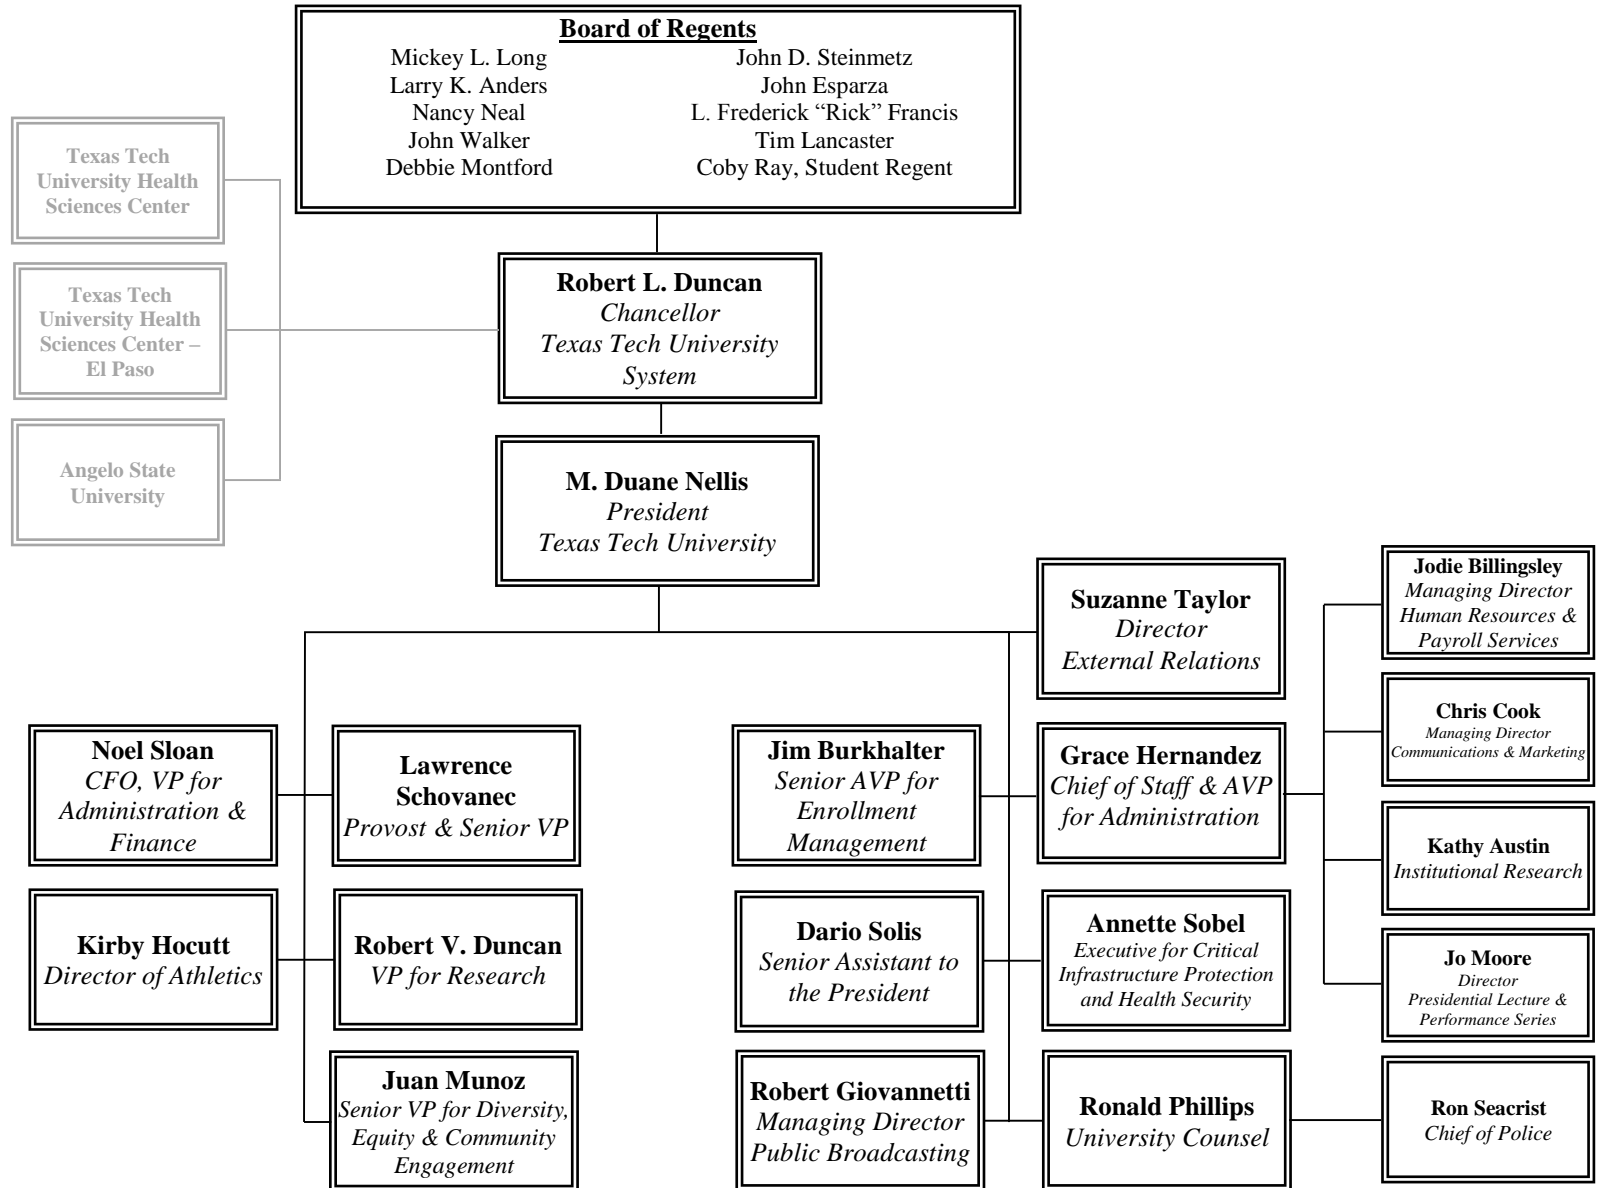 Board of Regents
Mickey L. Long
Larry K. Anders
Nancy Neal
John Walker
Debbie Montford
John D. Steinmetz
John Esparza
L. Frederick “Rick” Francis
Tim Lancaster
Coby Ray, Student Regent
Texas Tech
University Health
Sciences Center
Texas Tech
University Health
Sciences Center –
El Paso
Angelo State
University
Robert L. Duncan
Chancellor
Texas Tech University
System
M. Duane Nellis
President
Texas Tech University
Suzanne Taylor
Director
External Relations
Noel Sloan
CFO, VP for
Administration &
Finance
Lawrence
Schovanec
Provost & Senior VP
Kirby Hocutt
Director of Athletics
Robert V. Duncan
VP for Research
Juan Munoz
Senior VP for Diversity,
Equity & Community
Engagement
Jim Burkhalter
Senior AVP for
Enrollment
Management
Grace Hernandez
Chief of Staff & AVP
for Administration
Dario Solis
Senior Assistant to
the President
Annette Sobel
Executive for Critical
Infrastructure Protection
and Health Security
Robert Giovannetti
Managing Director
Public Broadcasting
Ronald Phillips
University Counsel
Jodie Billingsley
Managing Director
Human Resources &
Payroll Services
Chris Cook
Managing Director
Communications & Marketing
Kathy Austin
Institutional Research
Jo Moore
Director
Presidential Lecture &
Performance Series
Ron Seacrist
Chief of Police